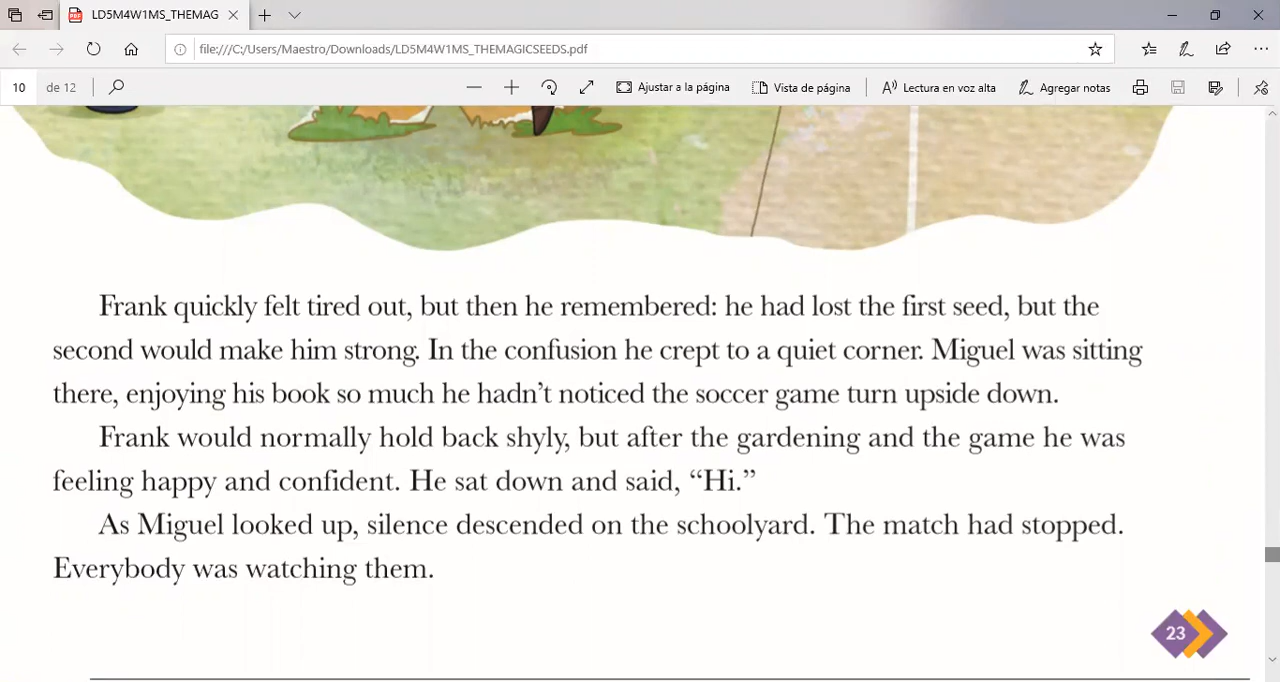 LD5M4W1MS_THEMAG
file:///C:/Users/Maestro/Downloads/LD5M4W1MS_THEMAGICSEEDS.pdf
10 de 12 Ajustar a la página Vista de página Lectura en voz alta Agregar notas
Frank quickly felt tired out, but then he remembered: he had lost the first seed, but the
second would make him strong. In the confusion he crept to a quiet corner. Miguel was sitting
there, enjoying his book so much he hadn’t noticed the soccer game turn upside down.
Frank would normally hold back shyly, but after the gardening and the game he was
feeling happy and confident. He sat down and said, “Hi.”
As Miguel looked up, silence descended on the schoolyard. The match had stopped.
Everybody was watching them.
23